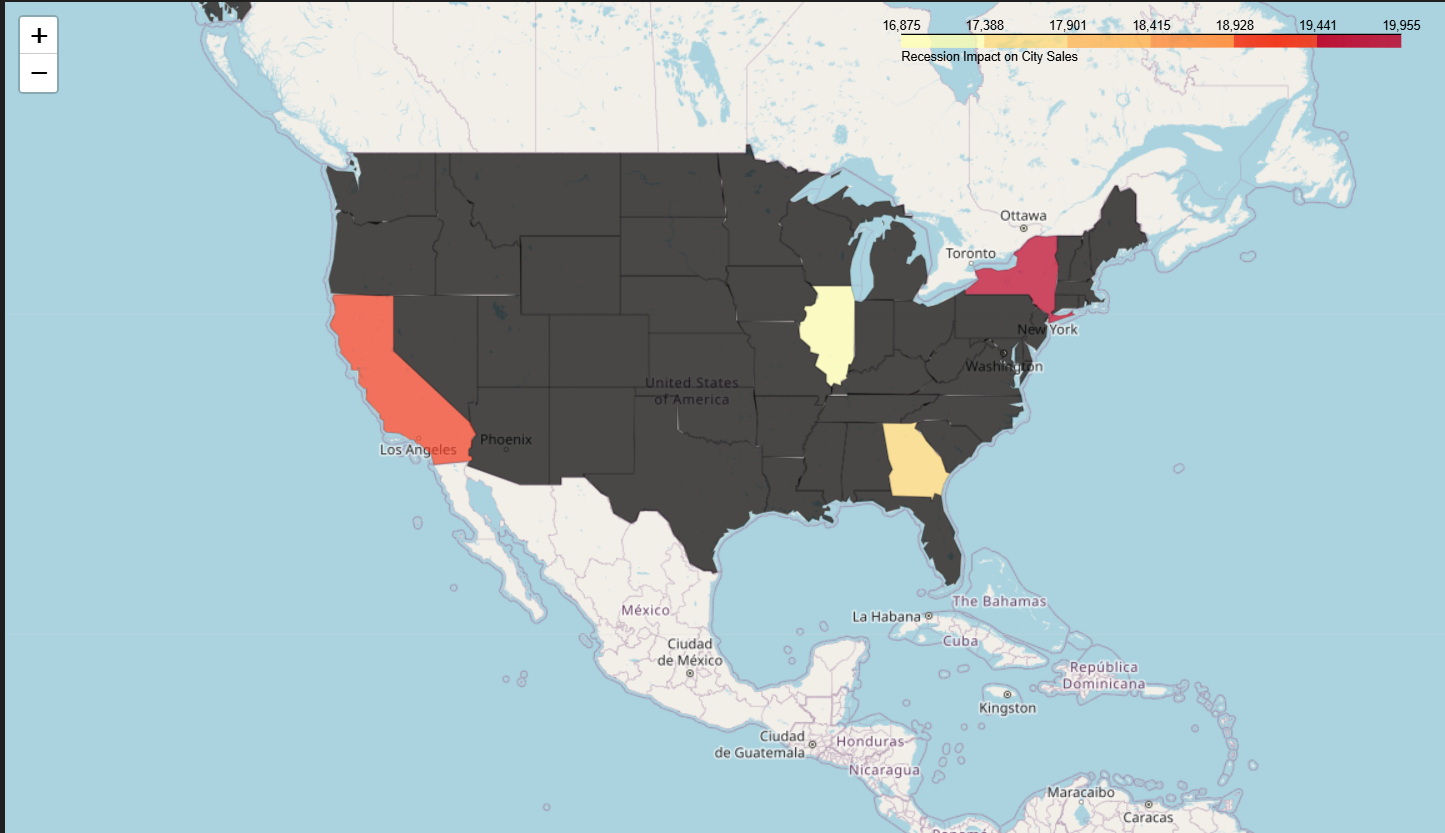 +
−
16,875 17,388 17,901 18,415 18,928 19,441 19,955
Recession Impact on City Sales
Ottawa
Toronto
New York
Washington
United States
of America
Los Angeles
Phoenix
México
Ciudad
de México
La Habana
The Bahamas
Cuba
República
Dominicana
Kingston
Ciudad
de Guatemala
Honduras
Nicaragua
Maracaibo
Caracas